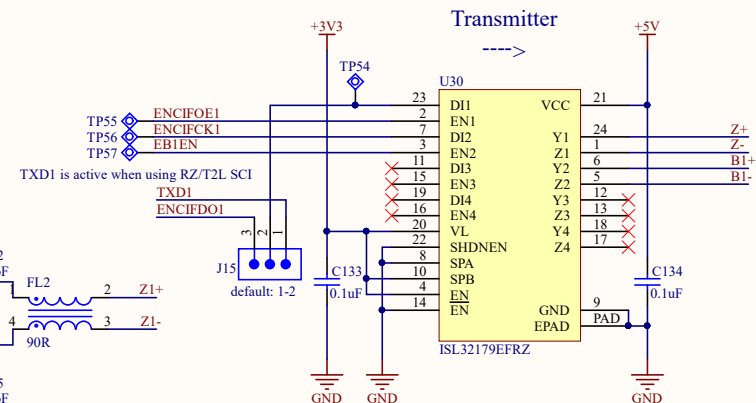 Transmitter
---->
+3V3
+5V
TP54
U30
23 DI1 VCC 21
TP55 ENCIFOE1 2 EN1
TP56 ENCIFCK1 7 DI2 Y1 24 Z+
TP57 EB1EN 3 EN2 Z1 1 Z-
11 DI3 Y2 6 B1+
TXD1 is active when using RZ/T2L SCI
15 EN3 Z2 5 B1-
TXD1 19 DI4 Y3 12
ENCIFDO1 16 EN4 Z3 13
20 VL Y4 18
3 2 1
22 SHDNEN Z4 17
8 SPA
J15
10 SPB
C133
C134
default: 1-2
0.1uF
0.1uF
4 EN
14 EN
GND 9
EPAD PAD
ISL32179EFRZ
2
FL2
1 2 Z1+
4 3 Z1-
90R
GND
GND
GND